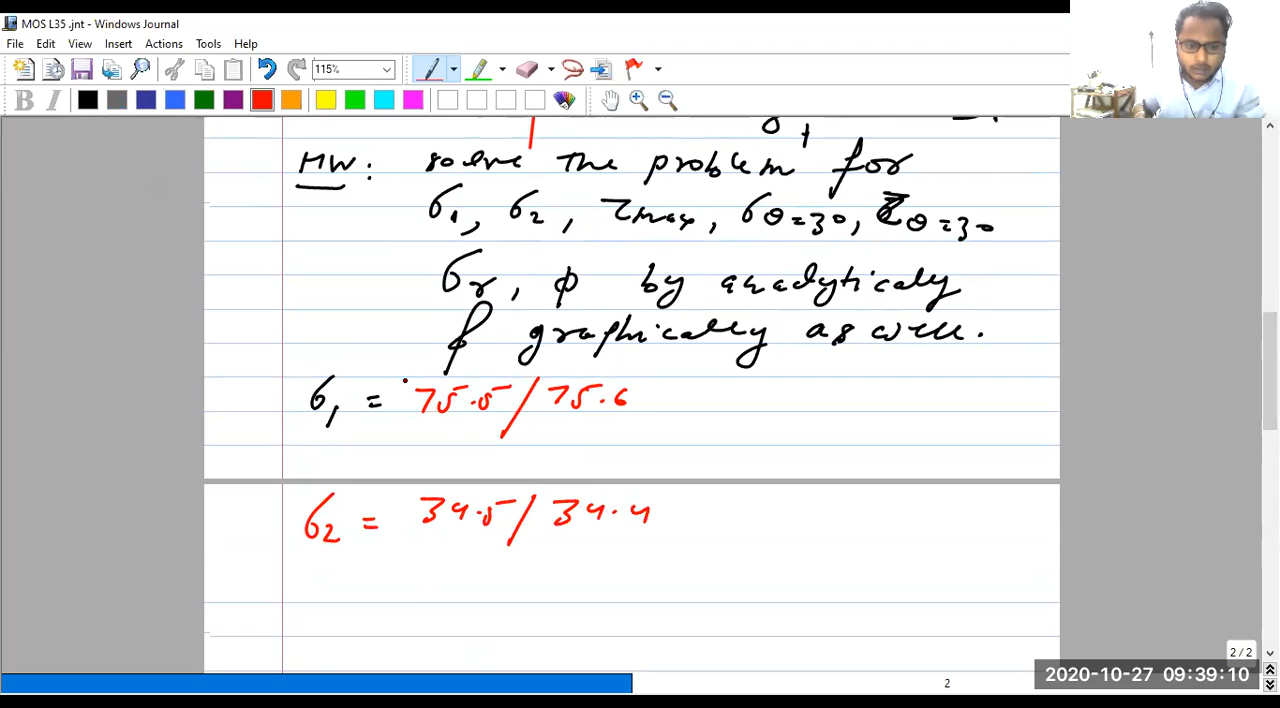 MOS L35 .jnt - Windows Journal
File Edit View Insert Actions Tools Help
115%
B I
HW: solve the problem for
σ1, σ2, τmax, σθ=30, τθ=30
σr, φ by analytically
& graphically as well.
σ1 = 75.5/75.6
σ2 = 34.5/34.4
2 / 2
2020-10-27 09:39:10
2